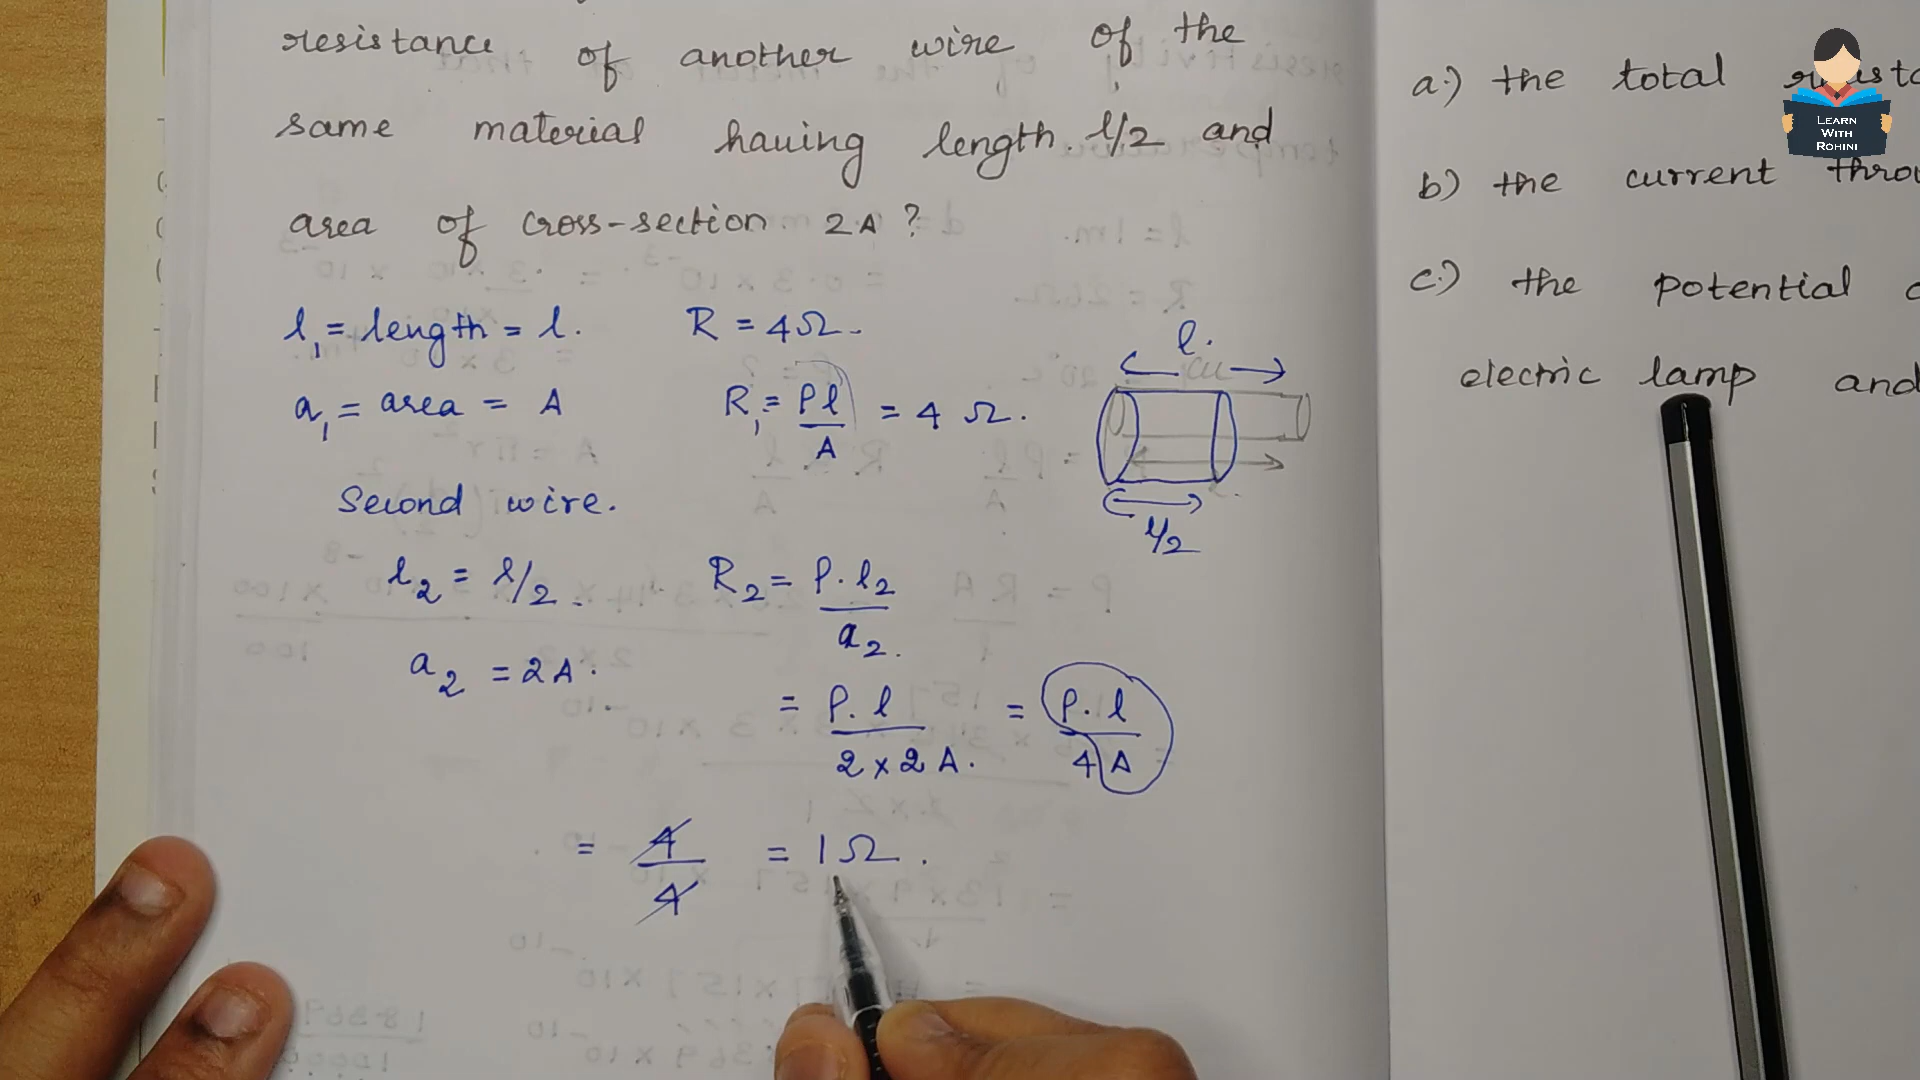 resistance of another wire of the
same material having length l/2 and
area of cross-section 2A ?
l₁ = length = l. R = 4Ω
a₁ = area = A R₁ = ρl/A = 4 Ω.
l.
cu
l/2
Second wire.
l₂ = l/2. R₂ = ρ.l₂/a₂.
a₂ = 2A.
= ρ.l/2×2A. = ρ.l/4A
= 4/4 = 1Ω.
a.) the total
b) the current
c.) the potential
electric lamp and
LEARN
WITH
ROHINI